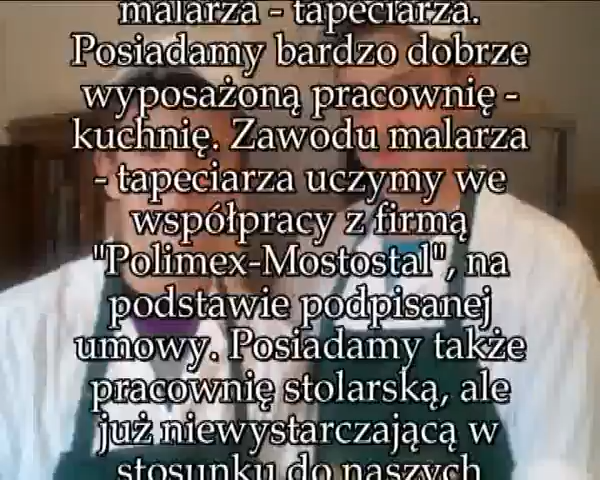 malarza - tapeciarza.
Posiadamy bardzo dobrze
wyposażoną pracownię -
kuchnię. Zawodu malarza
- tapeciarza uczymy we
współpracy z firmą
"Polimex-Mostostal", na
podstawie podpisanej
umowy. Posiadamy także
pracownię stolarską, ale
już niewystarczającą w
stosunku do naszych